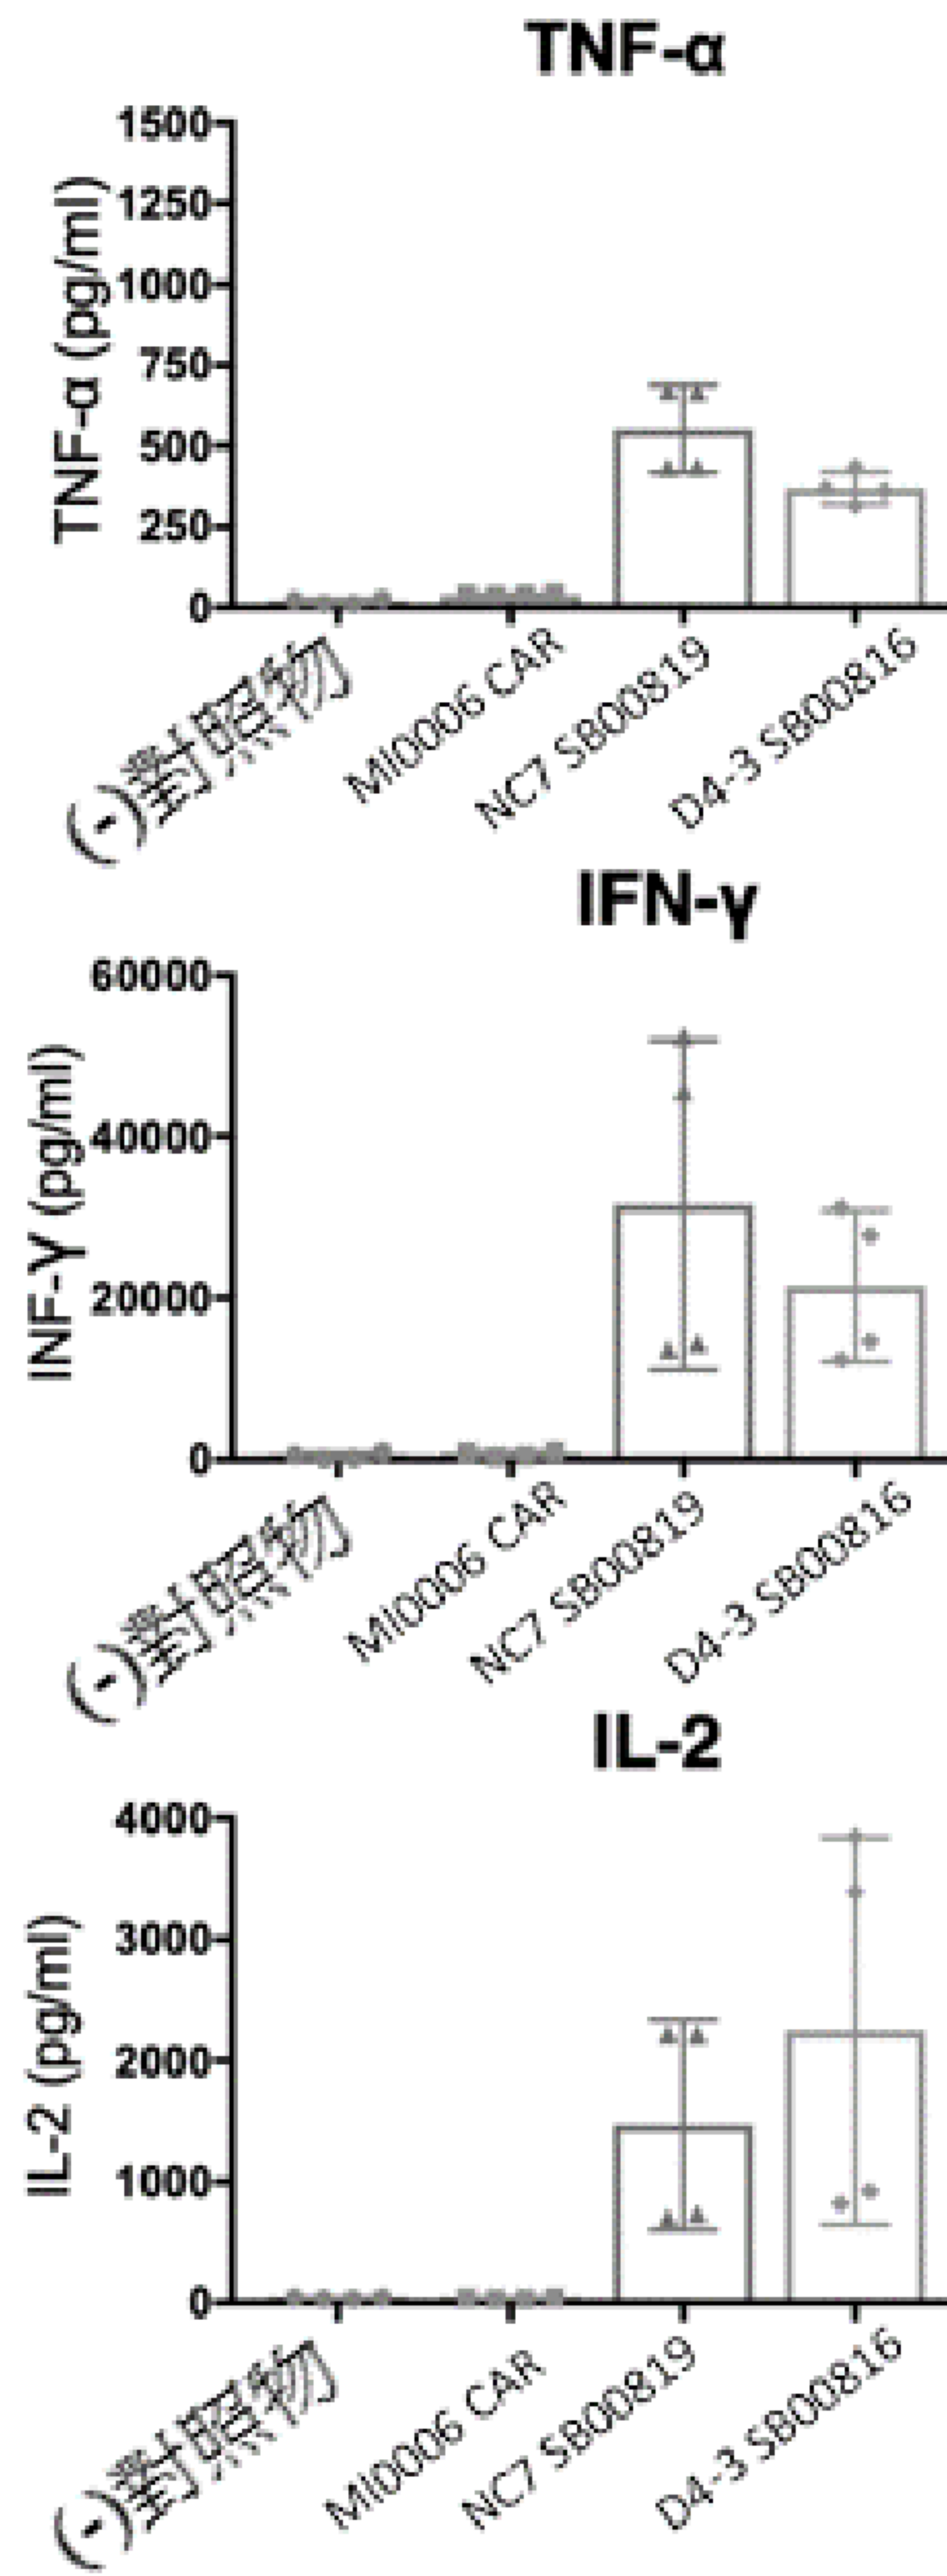 TNF-α
TNF-α (pg/ml)
1500
1250
1000
750
500
250
0
(-)對照物
MI0006 CAR
NC7 SB00819
D4-3 SB00816
IFN-γ
INF-γ (pg/ml)
60000
40000
20000
0
(-)對照物
MI0006 CAR
NC7 SB00819
D4-3 SB00816
IL-2
IL-2 (pg/ml)
4000
3000
2000
1000
0
(-)對照物
MI0006 CAR
NC7 SB00819
D4-3 SB00816